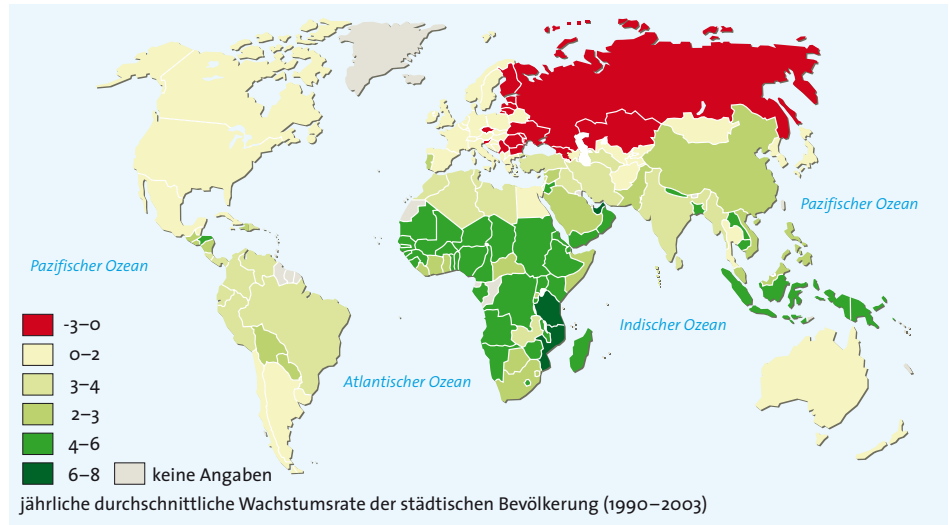 Pazifischer Ozean
Pazifischer Ozean
Indischer Ozean
Atlantischer Ozean
-3–0
0–2
3–4
2–3
4–6
6–8 keine Angaben
jährliche durchschnittliche Wachstumsrate der städtischen Bevölkerung (1990–2003)